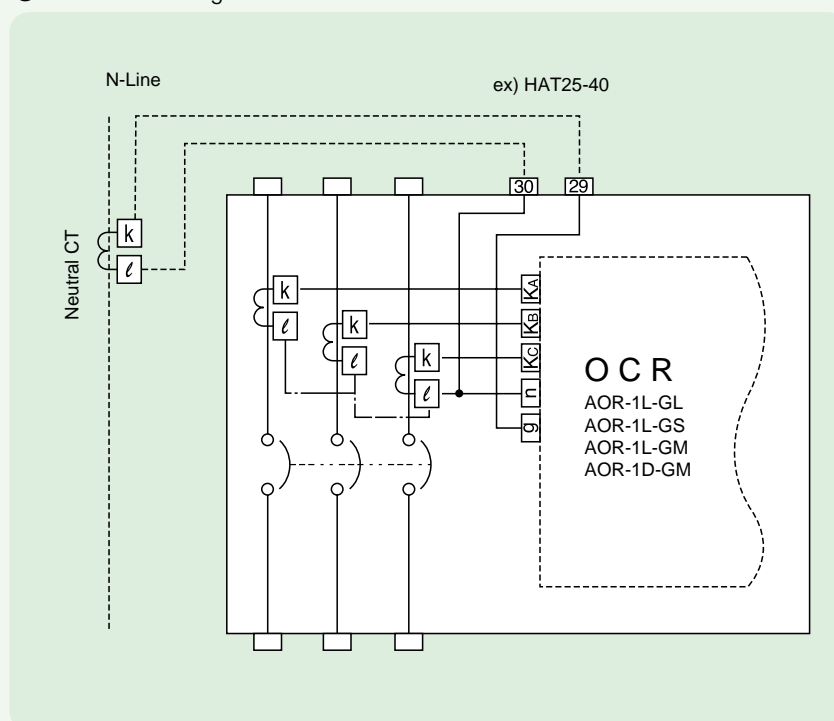 N-Line
ex) HAT25-40
30
29
Neutral CT
k
ℓ
k
ℓ
k
ℓ
k
ℓ
KA
KB
KC
n
g
OCR
AOR-1L-GL
AOR-1L-GS
AOR-1L-GM
AOR-1D-GM